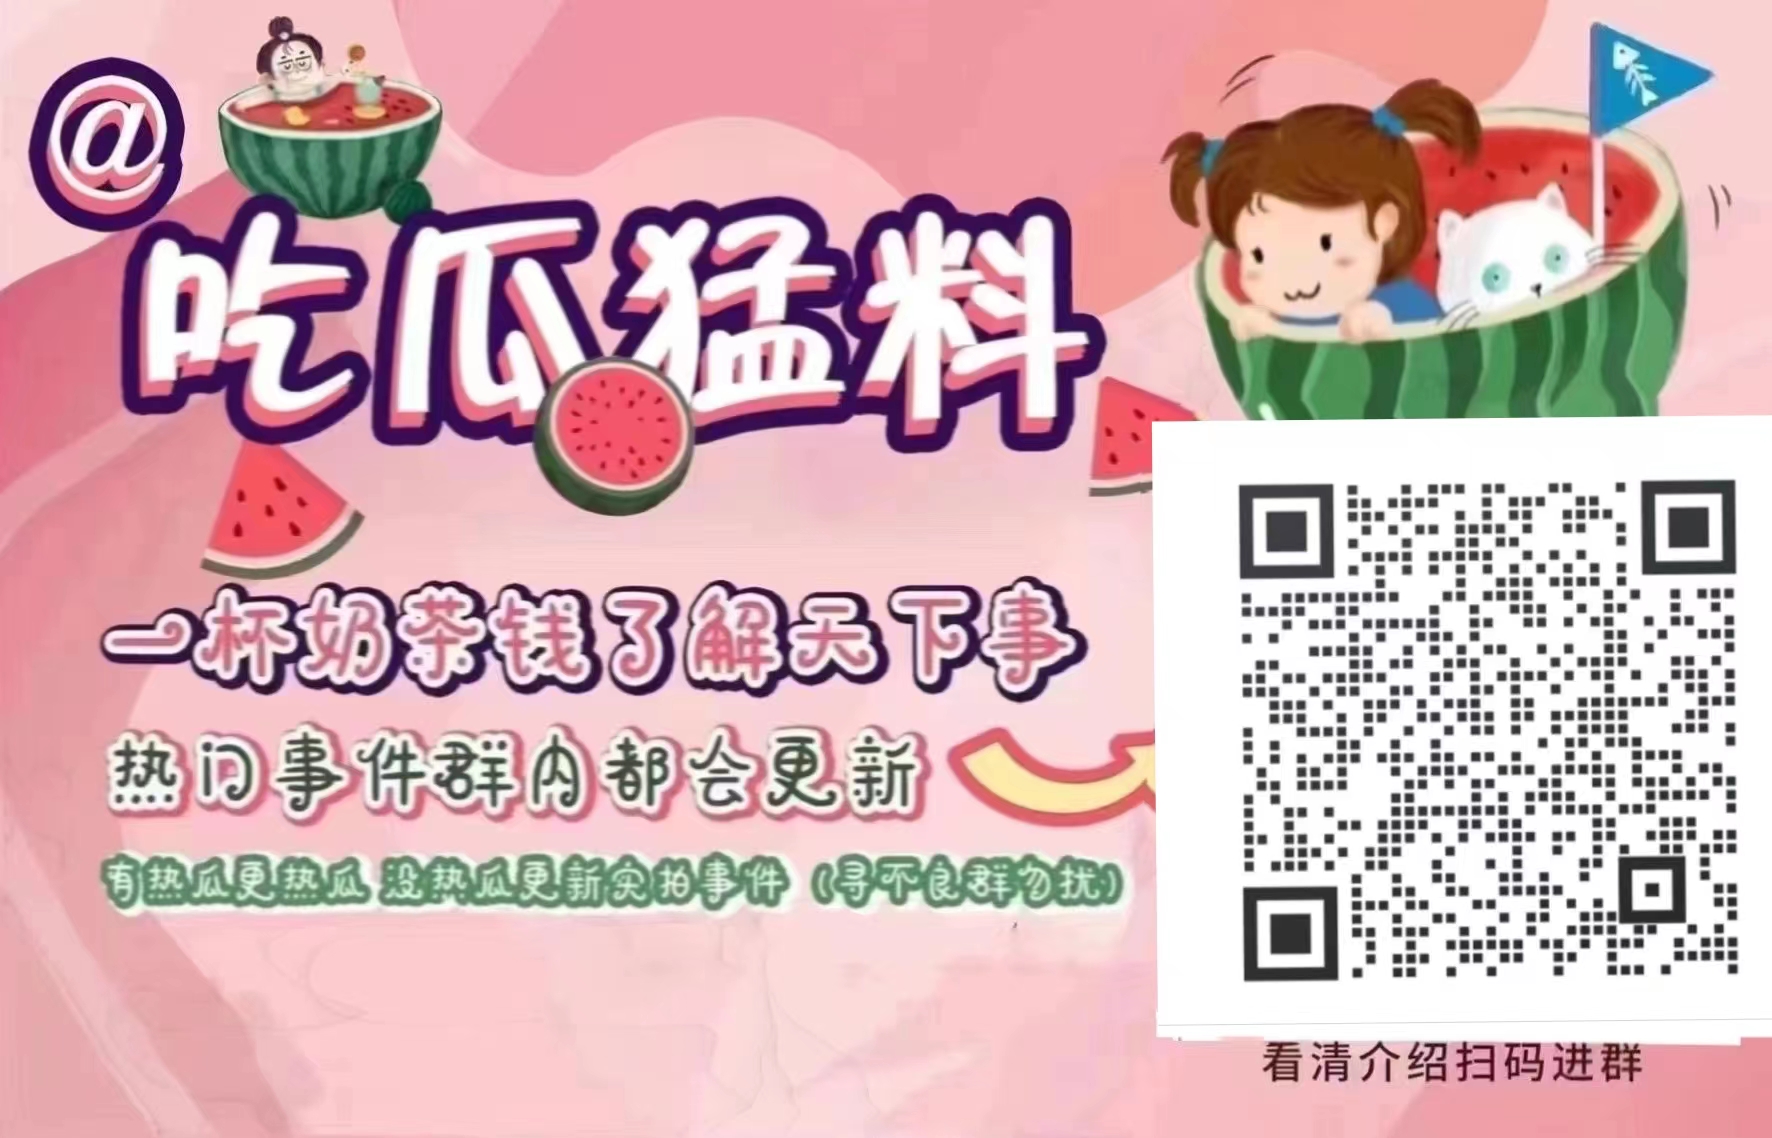 @
吃瓜猛料
一杯奶茶钱了解天下事
热门事件群内都会更新
有热瓜更热瓜 没热瓜更新实拍事件（寻不良群勿扰）
看清介绍扫码进群